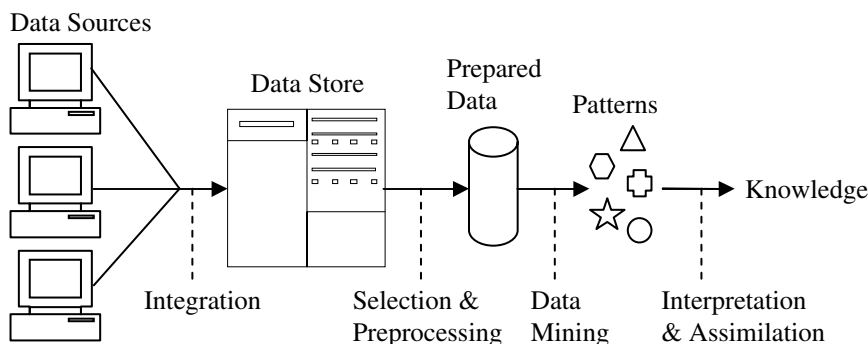 Data Sources
Data Store
Prepared
Data
Patterns
Knowledge
Integration
Selection &
Preprocessing
Data
Mining
Interpretation
& Assimilation